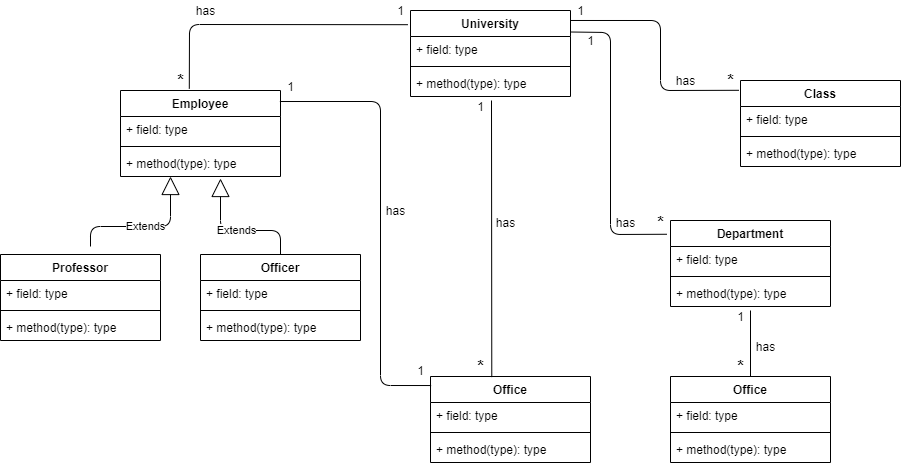 has
1
University
1
+ field: type
1
+ method(type): type
has
*
Class
+ field: type
+ method(type): type
*
1
Employee
+ field: type
+ method(type): type
1
has
has
has
*
Department
+ field: type
+ method(type): type
Extends
Extends
Professor
+ field: type
+ method(type): type
Officer
+ field: type
+ method(type): type
1
has
1
*
*
Office
+ field: type
+ method(type): type
Office
+ field: type
+ method(type): type